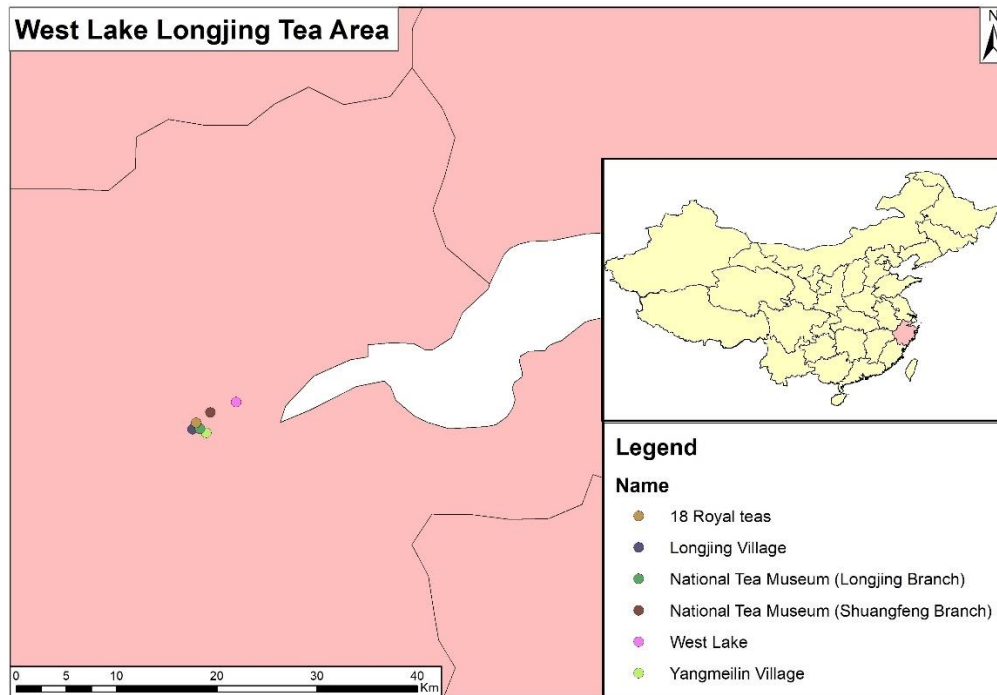 West Lake Longjing Tea Area
N
Legend
Name
18 Royal teas
Longjing Village
National Tea Museum (Longjing Branch)
National Tea Museum (Shuangfeng Branch)
West Lake
Yangmeilin Village
0 5 10 20 30 40
Km